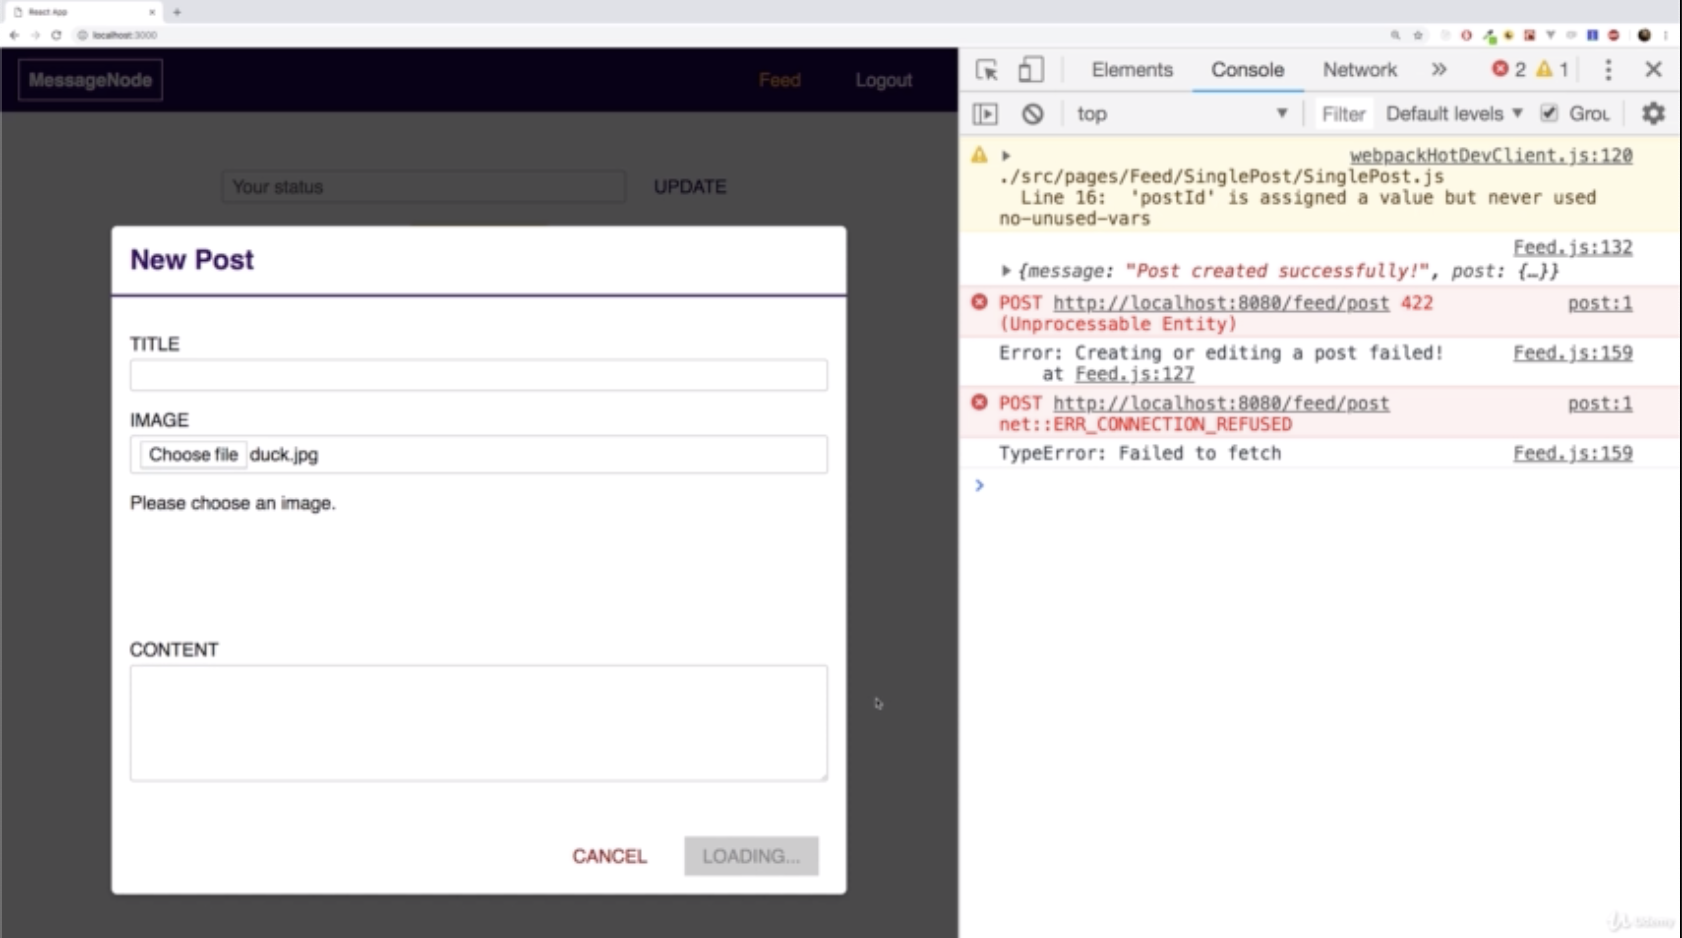 React App
localhost:3000
MessageNode
Feed
Logout
Your status
UPDATE
New Post
TITLE
IMAGE
Choose file duck.jpg
Please choose an image.
CONTENT
CANCEL
LOADING...
Elements
Console
Network
2
1
top
Filter
Default levels
Grou
webpackHotDevClient.js:120
./src/pages/Feed/SinglePost/SinglePost.js
Line 16: 'postId' is assigned a value but never used
no-unused-vars
Feed.js:132
{message: "Post created successfully!", post: {…}}
POST http://localhost:8080/feed/post 422 post:1
(Unprocessable Entity)
Error: Creating or editing a post failed! Feed.js:159
at Feed.js:127
POST http://localhost:8080/feed/post post:1
net::ERR_CONNECTION_REFUSED
TypeError: Failed to fetch Feed.js:159
Udemy